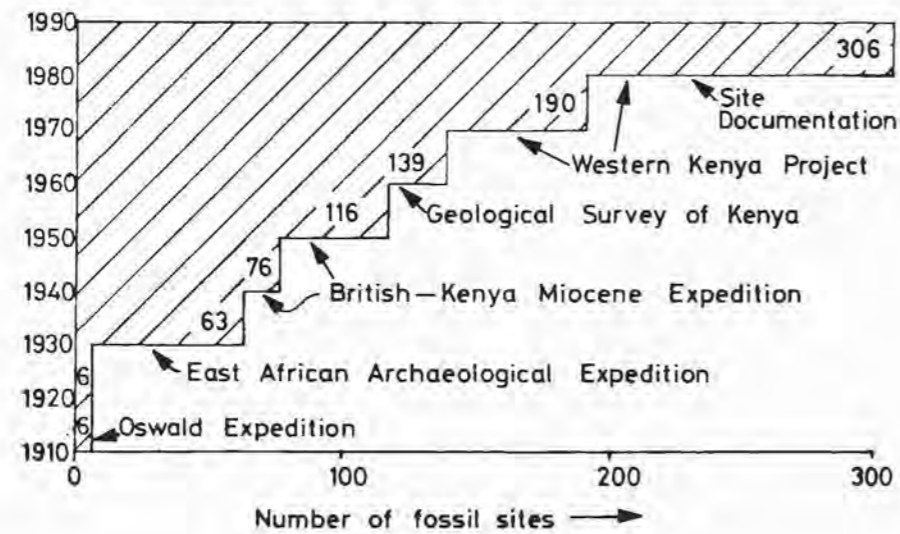 1990
306
1980
Site
Documentation
190
1970
Western Kenya Project
139
1960
Geological Survey of Kenya
116
1950
76
1940
British-Kenya Miocene Expedition
63
1930
East African Archaeological Expedition
6
1920
6
Oswald Expedition
1910
0 100 200 300
Number of fossil sites